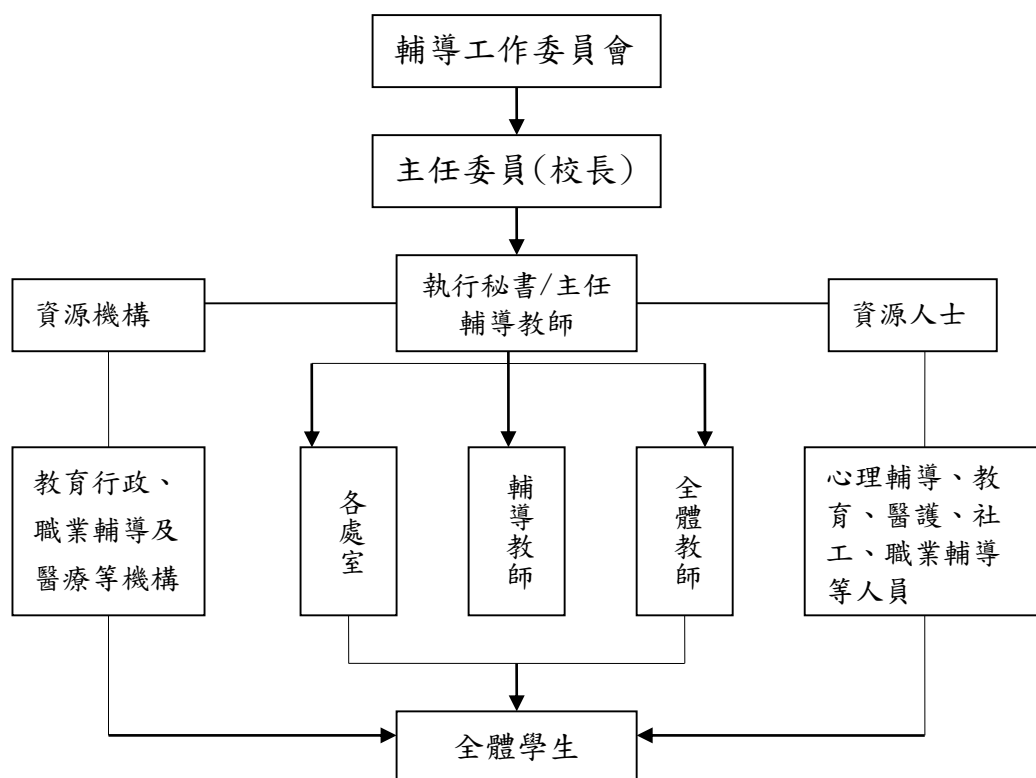 輔導工作委員會
主任委員(校長)
執行秘書/主任
輔導教師
資源機構
資源人士
教育行政、
職業輔導及
醫療等機構
各處室
輔導教師
全體教師
心理輔導、教
育、醫護、社
工、職業輔導
等人員
全體學生